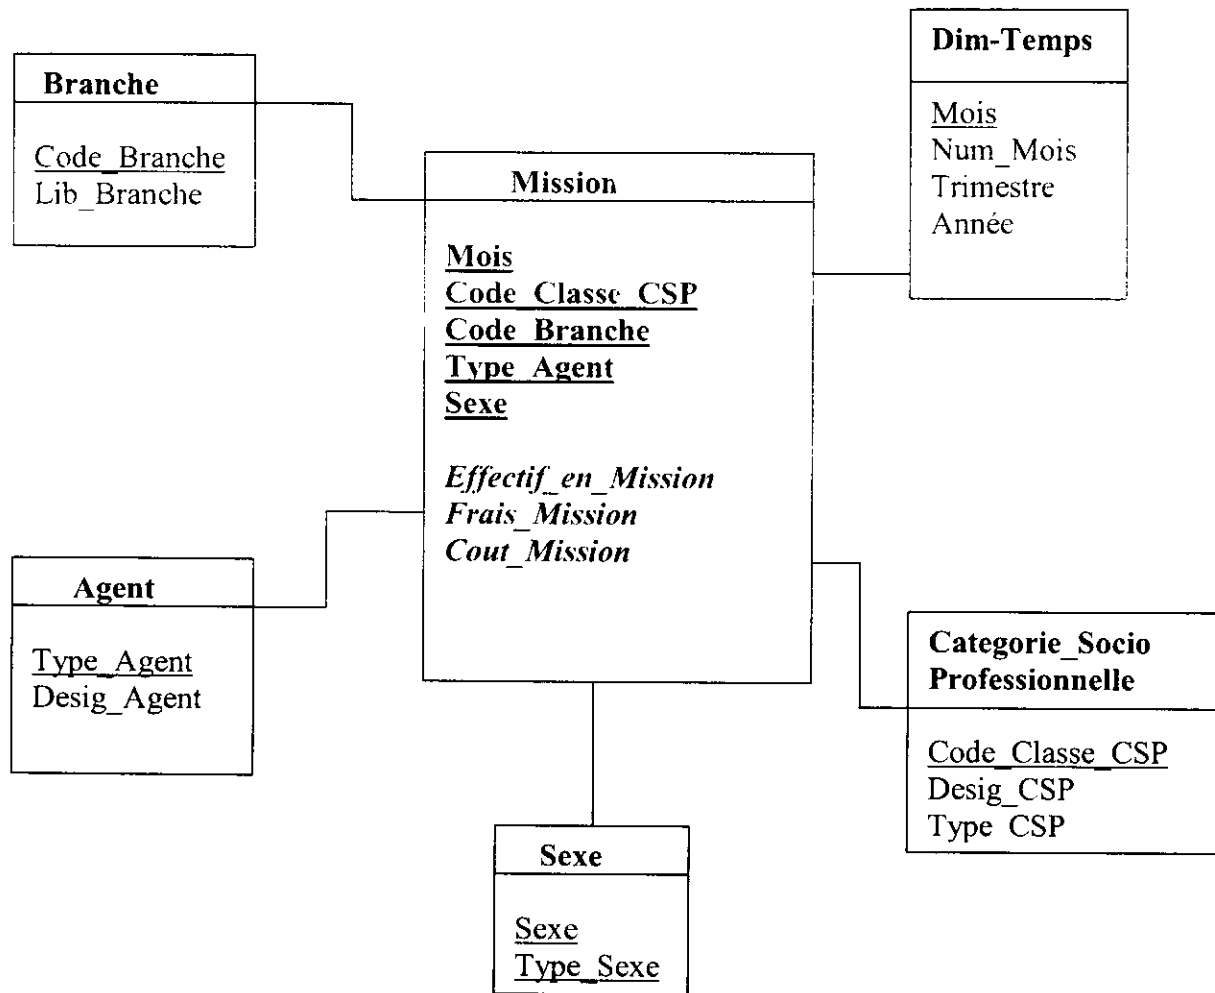 Branche
Code_Branche
Lib_Branche
Dim-Temps
Mois
Num_Mois
Trimestre
Année
Mission
Mois
Code_Classe_CSP
Code_Branche
Type_Agent
Sexe
Effectif_en_Mission
Frais_Mission
Cout_Mission
Agent
Type_Agent
Desig_Agent
Categorie_Socio
Professionnelle
Code_Classe_CSP
Desig_CSP
Type_CSP
Sexe
Sexe
Type_Sexe